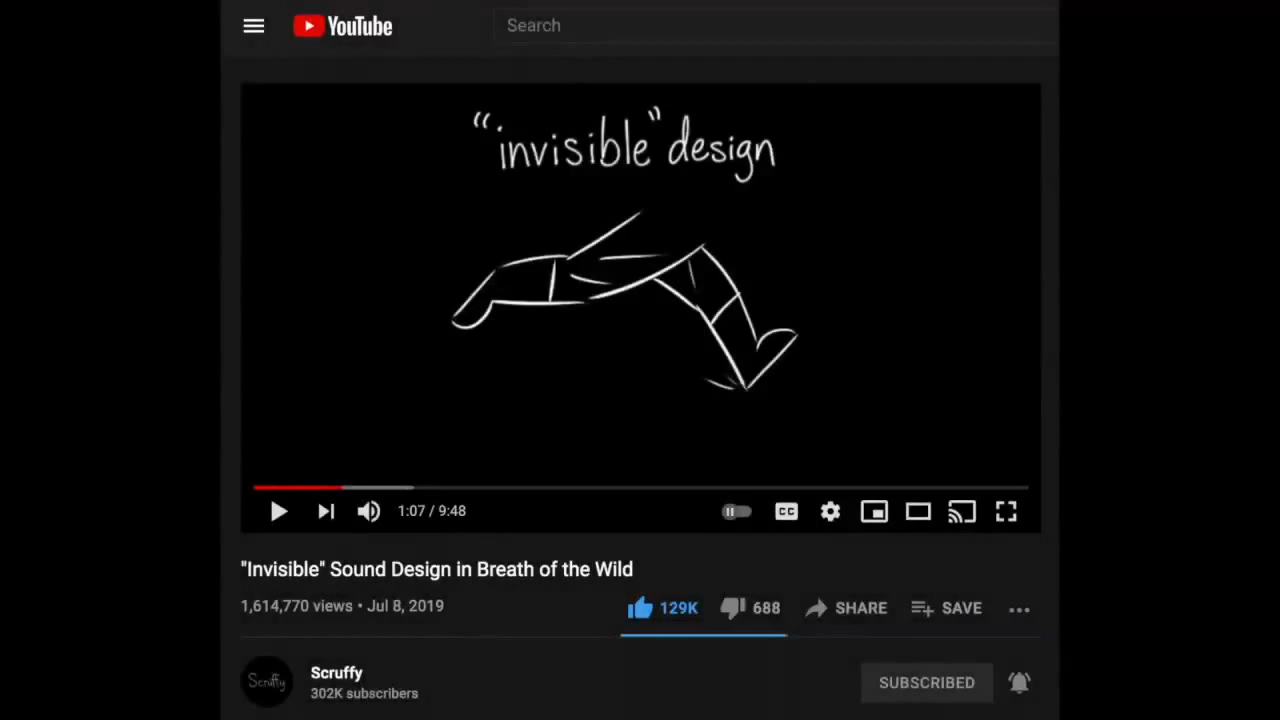 YouTube
Search
"invisible" design
1:07 / 9:48
CC
"Invisible" Sound Design in Breath of the Wild
1,614,770 views • Jul 8, 2019
129K 688 SHARE SAVE
Scruffy
Scruffy
302K subscribers
SUBSCRIBED